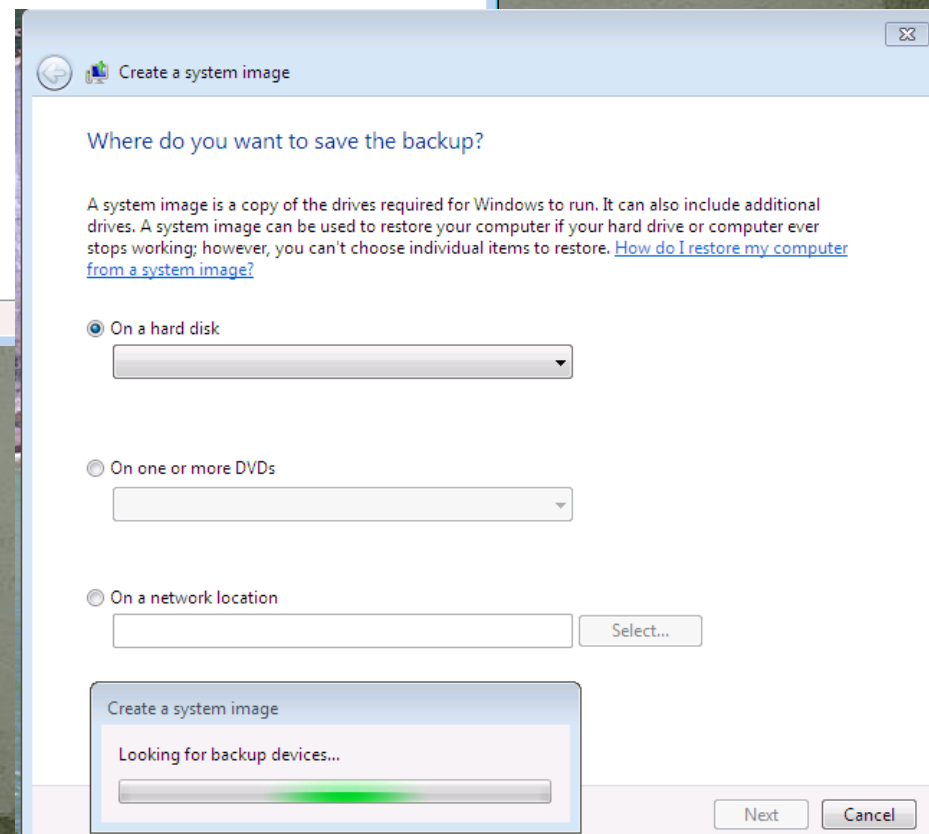 Create a system image
Where do you want to save the backup?
A system image is a copy of the drives required for Windows to run. It can also include additional
drives. A system image can be used to restore your computer if your hard drive or computer ever
stops working; however, you can't choose individual items to restore. How do I restore my computer
from a system image?
On a hard disk
On one or more DVDs
On a network location
Select...
Create a system image
Looking for backup devices...
Next
Cancel